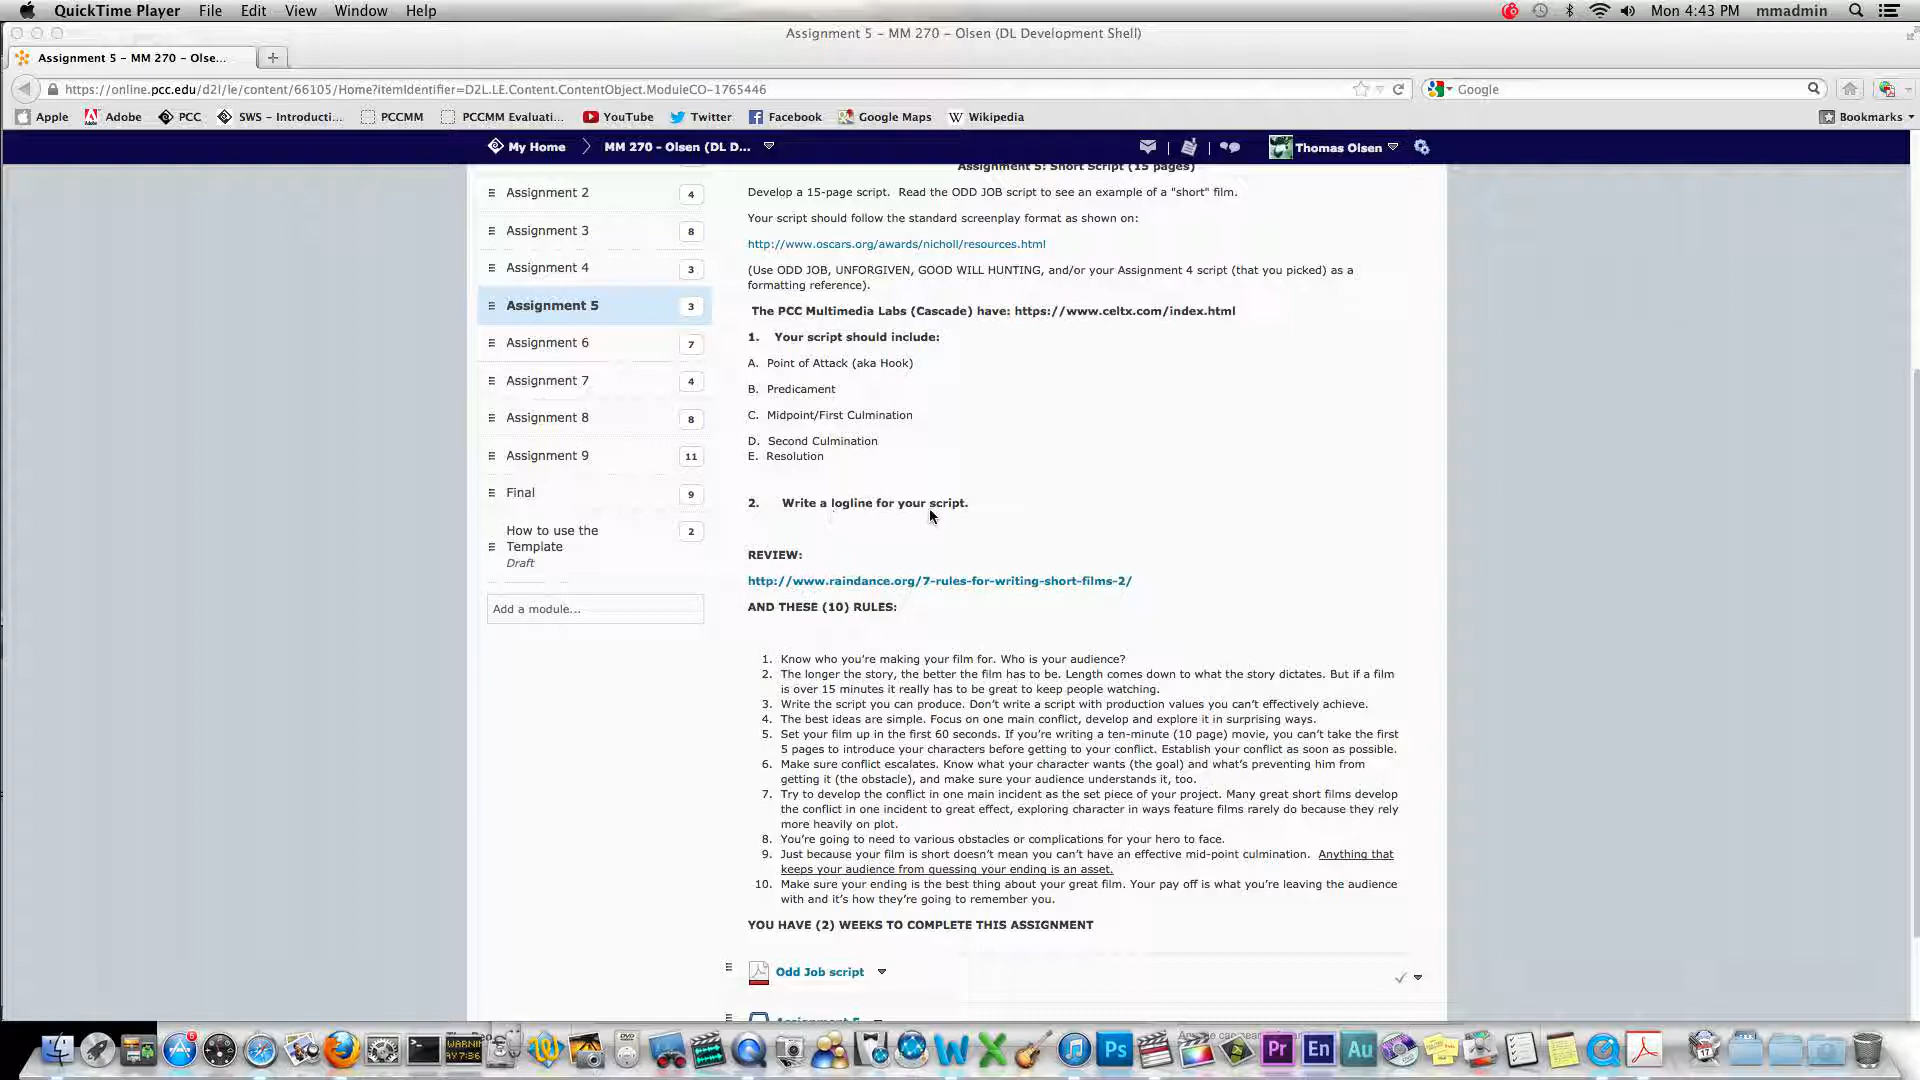 QuickTime Player File Edit View Window Help Mon 4:43 PM mmadmin
Assignment 5 – MM 270 – Olsen (DL Development Shell)
Assignment 5 – MM 270 – Olse...
https://online.pcc.edu/d2l/le/content/66105/Home?itemIdentifier=D2L.LE.Content.ContentObject.ModuleCO-1765446 Google
Apple Adobe PCC SWS – Introducti... PCCMM PCCMM Evaluati... YouTube Twitter Facebook Google Maps Wikipedia Bookmarks
My Home MM 270 - Olsen (DL D... Thomas Olsen
Assignment 2 4
Assignment 3 8
Assignment 4 3
Assignment 5 3
Assignment 6 7
Assignment 7 4
Assignment 8 8
Assignment 9 11
Final 9
How to use the 2
Template
Draft
Add a module...
Assignment 5: Short Script (15 pages)
Develop a 15-page script. Read the ODD JOB script to see an example of a "short" film.
Your script should follow the standard screenplay format as shown on:
http://www.oscars.org/awards/nicholl/resources.html
(Use ODD JOB, UNFORGIVEN, GOOD WILL HUNTING, and/or your Assignment 4 script (that you picked) as a
formatting reference).
The PCC Multimedia Labs (Cascade) have: https://www.celtx.com/index.html
1. Your script should include:
A. Point of Attack (aka Hook)
B. Predicament
C. Midpoint/First Culmination
D. Second Culmination
E. Resolution
2. Write a logline for your script.
REVIEW:
http://www.raindance.org/7-rules-for-writing-short-films-2/
AND THESE (10) RULES:
1. Know who you're making your film for. Who is your audience?
2. The longer the story, the better the film has to be. Length comes down to what the story dictates. But if a film
is over 15 minutes it really has to be great to keep people watching.
3. Write the script you can produce. Don't write a script with production values you can't effectively achieve.
4. The best ideas are simple. Focus on one main conflict, develop and explore it in surprising ways.
5. Set your film up in the first 60 seconds. If you're writing a ten-minute (10 page) movie, you can't take the first
5 pages to introduce your characters before getting to your conflict. Establish your conflict as soon as possible.
6. Make sure conflict escalates. Know what your character wants (the goal) and what's preventing him from
getting it (the obstacle), and make sure your audience understands it, too.
7. Try to develop the conflict in one main incident as the set piece of your project. Many great short films develop
the conflict in one incident to great effect, exploring character in ways feature films rarely do because they rely
more heavily on plot.
8. You're going to need to various obstacles or complications for your hero to face.
9. Just because your film is short doesn't mean you can't have an effective mid-point culmination. Anything that
keeps your audience from guessing your ending is an asset.
10. Make sure your ending is the best thing about your great film. Your pay off is what you're leaving the audience
with and it's how they're going to remember you.
YOU HAVE (2) WEEKS TO COMPLETE THIS ASSIGNMENT
Odd Job script
Assignment 5
Ps Pr En Au